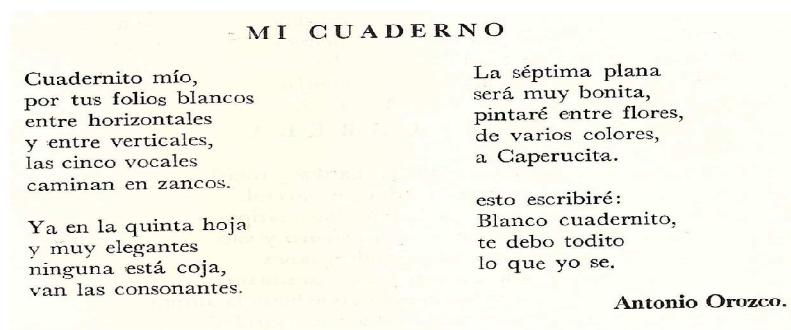 MI CUADERNO
Cuadernito mío,
por tus folios blancos
entre horizontales
y entre verticales,
las cinco vocales
caminan en zancos.
Ya en la quinta hoja
y muy elegantes
ninguna está coja,
van las consonantes.
La séptima plana
será muy bonita,
pintaré entre flores,
de varios colores,
a Caperucita.
esto escribiré:
Blanco cuadernito,
te debo todito
lo que yo se.
Antonio Orozco.